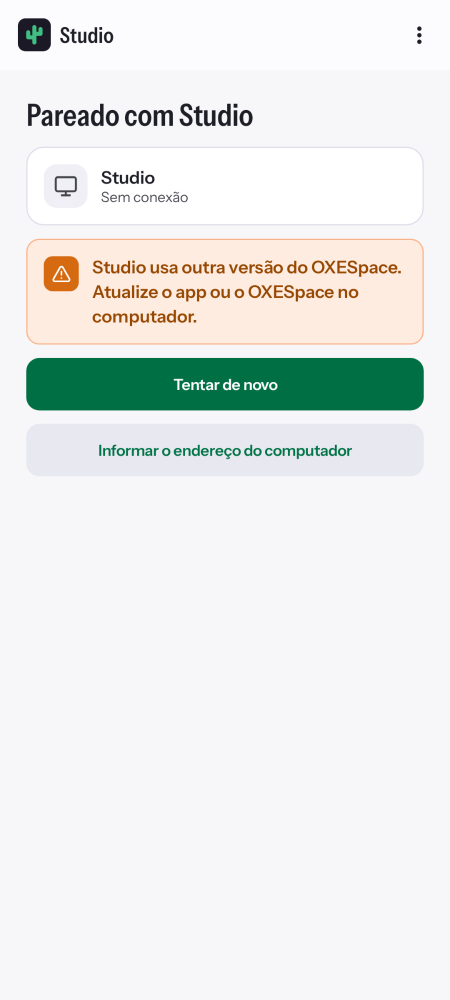 Studio
Pareado com Studio
Studio
Sem conexão
Studio usa outra versão do OXESpace.
Atualize o app ou o OXESpace no
computador.
Tentar de novo
Informar o endereço do computador